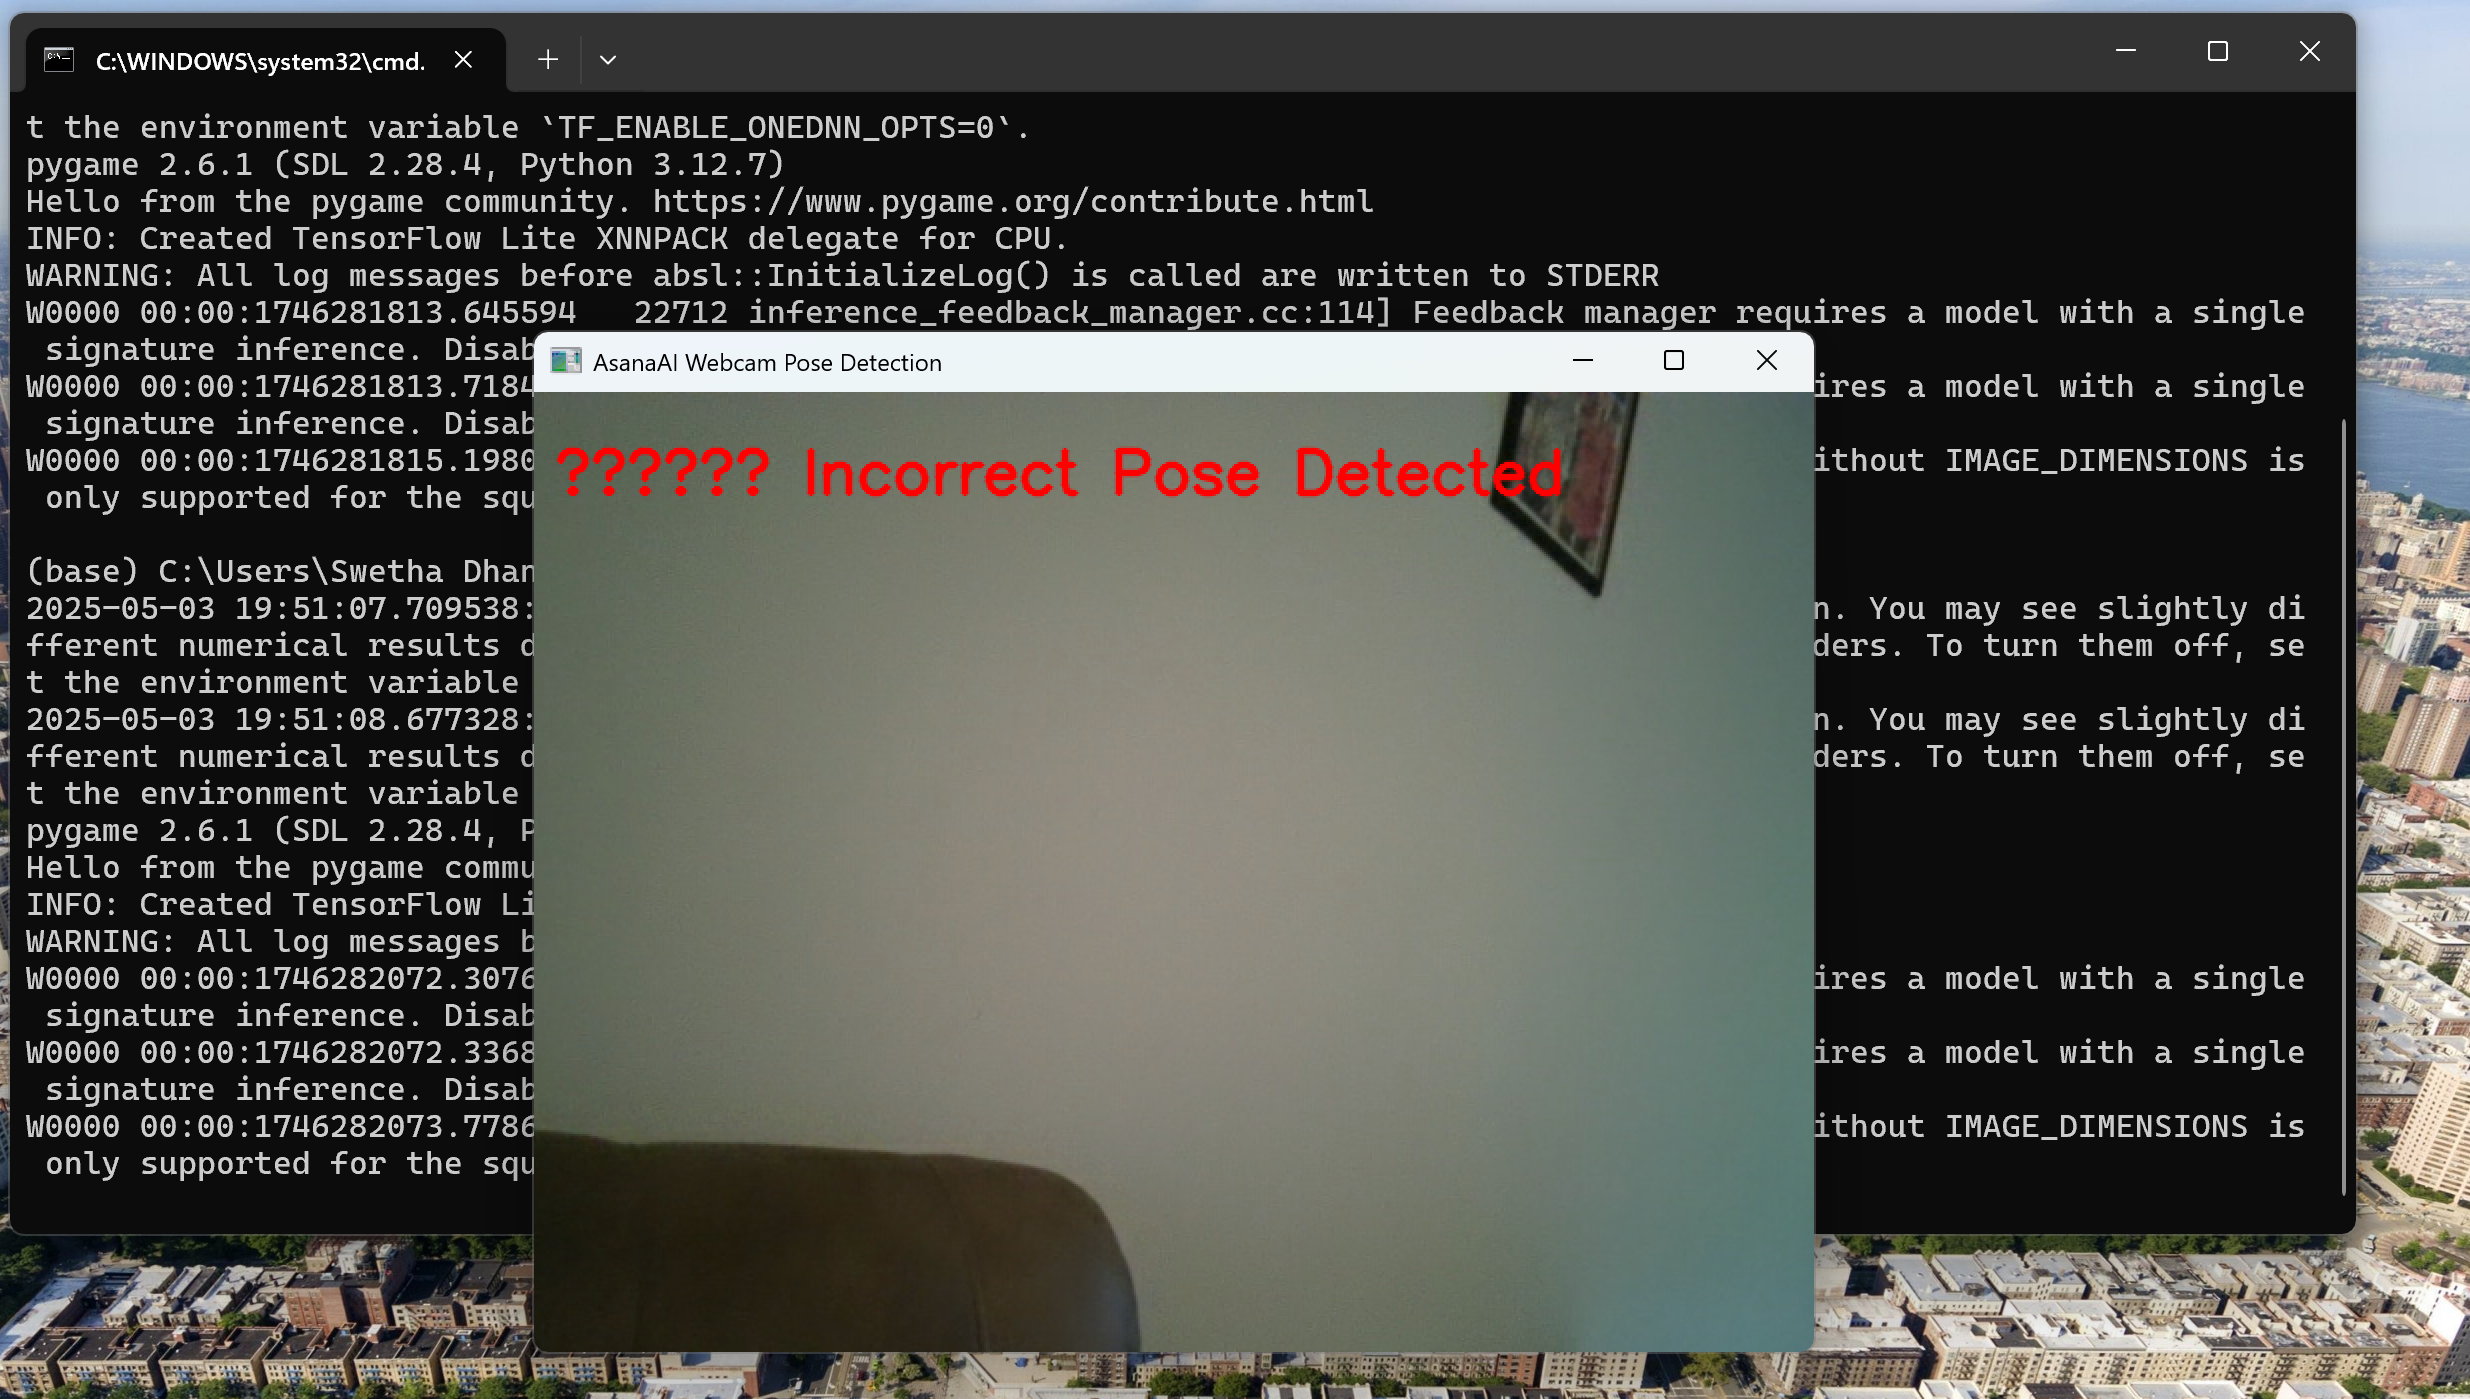 C:\WINDOWS\system32\cmd.
t the environment variable `TF_ENABLE_ONEDNN_OPTS=0`.
pygame 2.6.1 (SDL 2.28.4, Python 3.12.7)
Hello from the pygame community. https://www.pygame.org/contribute.html
INFO: Created TensorFlow Lite XNNPACK delegate for CPU.
WARNING: All log messages before absl::InitializeLog() is called are written to STDERR
W0000 00:00:1746281813.645594   22712 inference_feedback_manager.cc:114] Feedback manager requires a model with a single
signature inference. Disab
AsanaAI Webcam Pose Detection
W0000 00:00:1746281813.7184 ires a model with a single
signature inference. Disab
W0000 00:00:1746281815.1980 ithout IMAGE_DIMENSIONS is
?????? Incorrect Pose Detected
only supported for the squ
(base) C:\Users\Swetha Dhan
2025-05-03 19:51:07.709538: n. You may see slightly di
fferent numerical results d ders. To turn them off, se
t the environment variable
2025-05-03 19:51:08.677328: n. You may see slightly di
fferent numerical results d ders. To turn them off, se
t the environment variable
pygame 2.6.1 (SDL 2.28.4, P
Hello from the pygame commu
INFO: Created TensorFlow Li
WARNING: All log messages b
W0000 00:00:1746282072.3076 ires a model with a single
signature inference. Disab
W0000 00:00:1746282072.3368 ires a model with a single
signature inference. Disab
W0000 00:00:1746282073.7786 ithout IMAGE_DIMENSIONS is
only supported for the squ